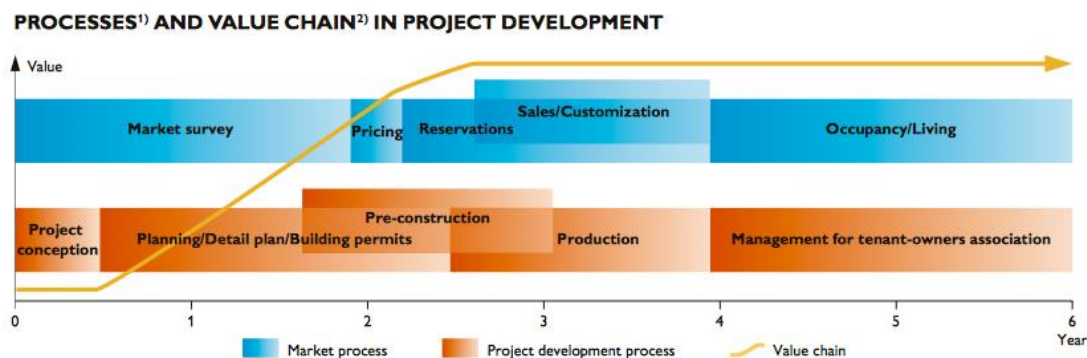 PROCESSES¹⁾ AND VALUE CHAIN²⁾ IN PROJECT DEVELOPMENT
Value
Market survey
Pricing
Reservations
Sales/Customization
Occupancy/Living
Project
conception
Planning/Detail plan/Building permits
Pre-construction
Production
Management for tenant-owners association
0 1 2 3 4 5 6
Year
Market process Project development process Value chain